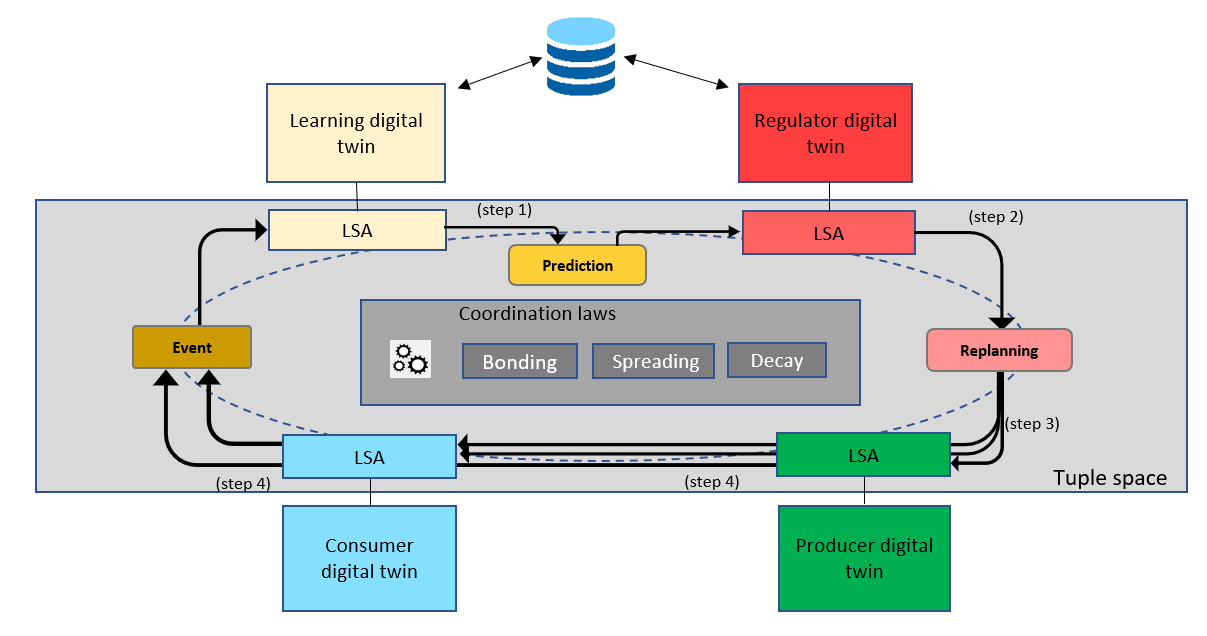 Learning digital
twin
Regulator digital
twin
LSA
(step 1)
LSA
(step 2)
Prediction
Coordination laws
Event
Replanning
Bonding
Spreading
Decay
(step 3)
LSA
LSA
(step 4)
(step 4)
Tuple space
Consumer
digital twin
Producer digital
twin